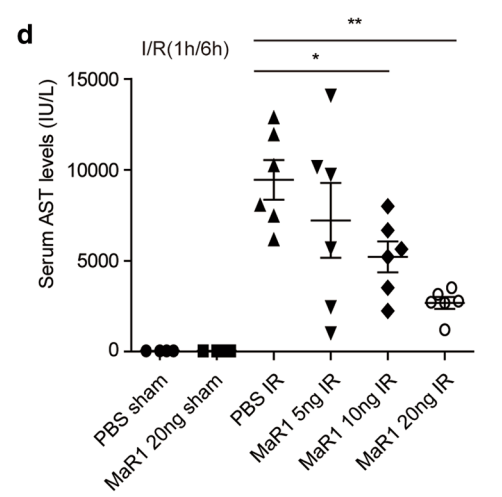 d
I/R(1h/6h)
**
*
Serum AST levels (IU/L)
15000
10000
5000
0
PBS sham
MaR1 20ng sham
PBS IR
MaR1 5ng IR
MaR1 10ng IR
MaR1 20ng IR